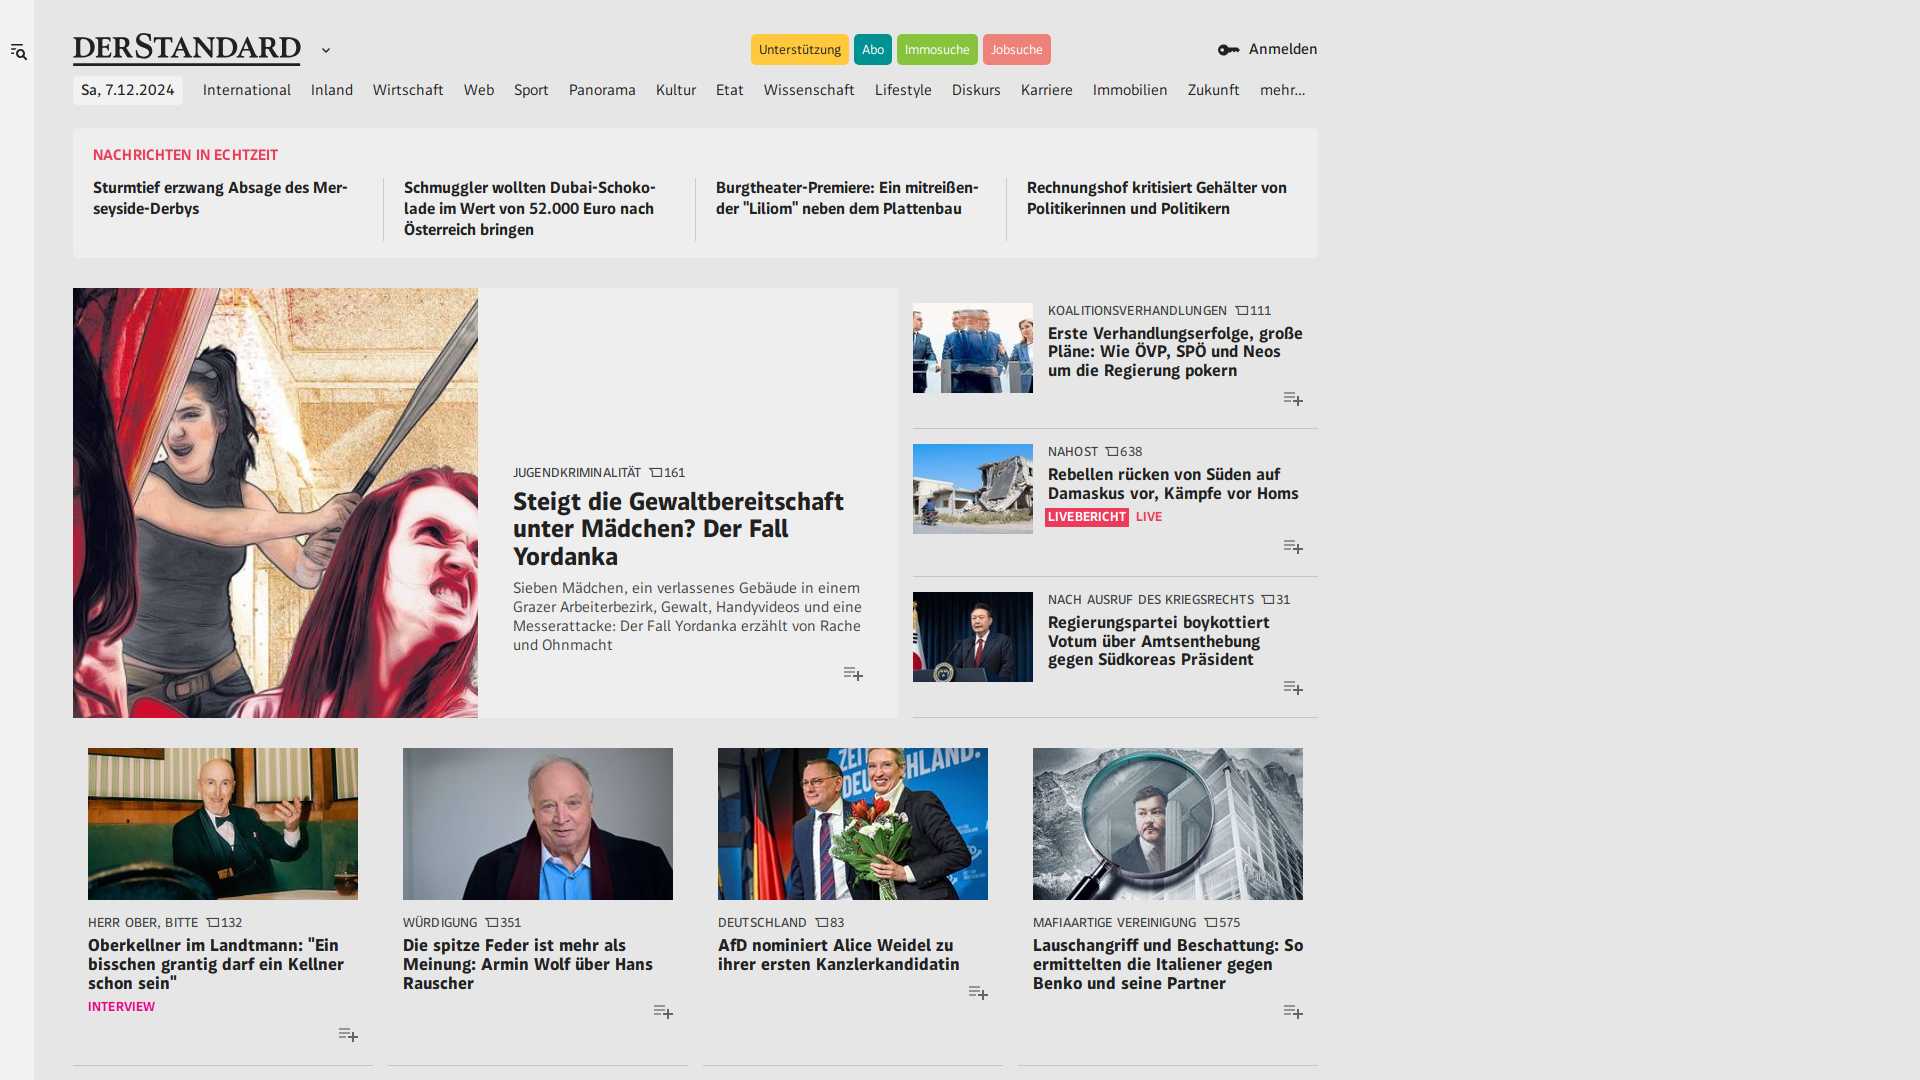 DERSTANDARD
Unterstützung Abo Immosuche Jobsuche
Anmelden
Sa, 7.12.2024 International Inland Wirtschaft Web Sport Panorama Kultur Etat Wissenschaft Lifestyle Diskurs Karriere Immobilien Zukunft mehr...
NACHRICHTEN IN ECHTZEIT
Sturmtief erzwang Absage des Mer-
seyside-Derbys
Schmuggler wollten Dubai-Schoko-
lade im Wert von 52.000 Euro nach
Österreich bringen
Burgtheater-Premiere: Ein mitreißen-
der "Liliom" neben dem Plattenbau
Rechnungshof kritisiert Gehälter von
Politikerinnen und Politikern
JUGENDKRIMINALITÄT 161
Steigt die Gewaltbereitschaft
unter Mädchen? Der Fall
Yordanka
Sieben Mädchen, ein verlassenes Gebäude in einem
Grazer Arbeiterbezirk, Gewalt, Handyvideos und eine
Messerattacke: Der Fall Yordanka erzählt von Rache
und Ohnmacht
KOALITIONSVERHANDLUNGEN 111
Erste Verhandlungserfolge, große
Pläne: Wie ÖVP, SPÖ und Neos
um die Regierung pokern
NAHOST 638
Rebellen rücken von Süden auf
Damaskus vor, Kämpfe vor Homs
LIVEBERICHT LIVE
NACH AUSRUF DES KRIEGSRECHTS 31
Regierungspartei boykottiert
Votum über Amtsenthebung
gegen Südkoreas Präsident
HERR OBER, BITTE 132
Oberkellner im Landtmann: "Ein
bisschen grantig darf ein Kellner
schon sein"
INTERVIEW
WÜRDIGUNG 351
Die spitze Feder ist mehr als
Meinung: Armin Wolf über Hans
Rauscher
DEUTSCHLAND 83
AfD nominiert Alice Weidel zu
ihrer ersten Kanzlerkandidatin
MAFIAARTIGE VEREINIGUNG 575
Lauschangriff und Beschattung: So
ermittelten die Italiener gegen
Benko und seine Partner